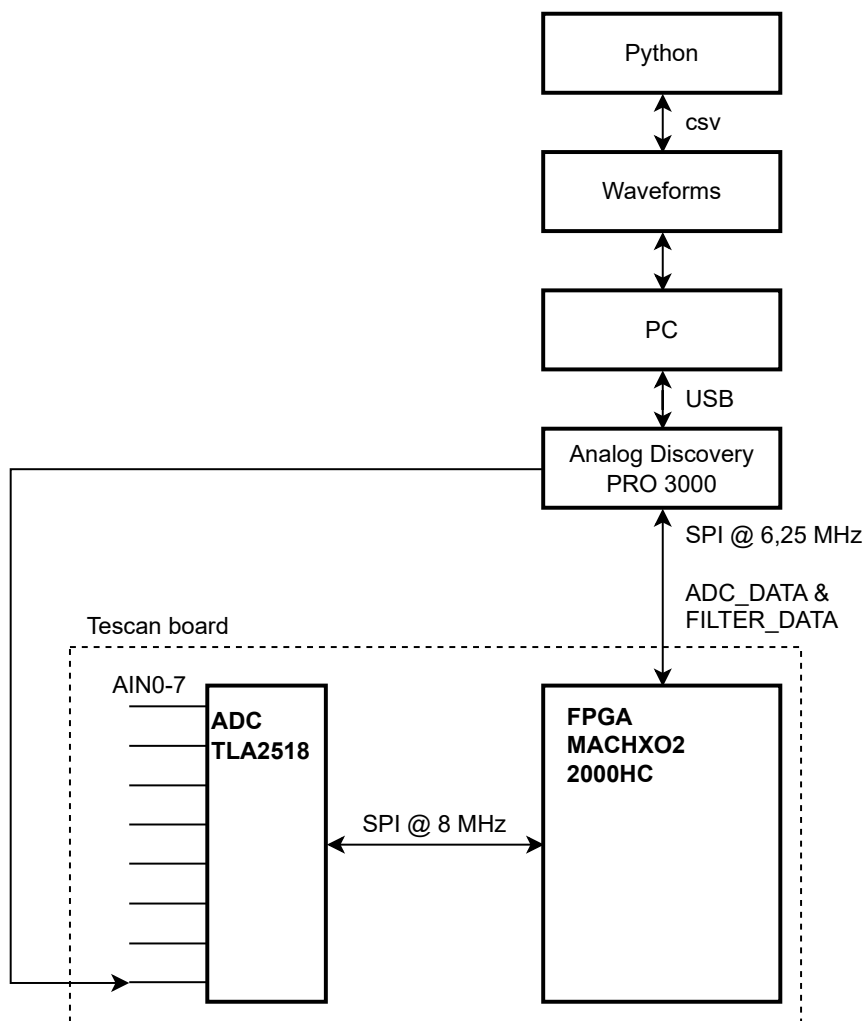 Python
csv
Waveforms
PC
USB
Analog Discovery
PRO 3000
SPI @ 6,25 MHz
ADC_DATA &
FILTER_DATA
Tescan board
AIN0-7
ADC
TLA2518
FPGA
MACHXO2
2000HC
SPI @ 8 MHz